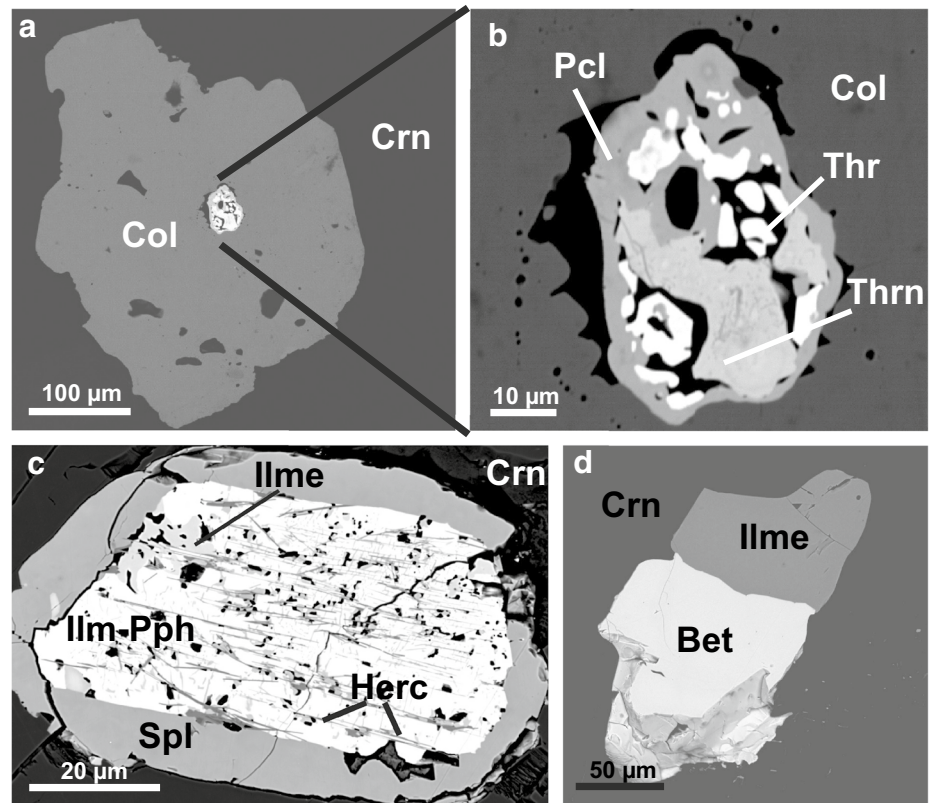 a
Crn
Col
100 µm
b
Pcl
Col
Thr
Thrn
10 µm
c
Ilme
Crn
Ilm-Pph
Herc
Spl
20 µm
d
Crn
Ilme
Bet
50 µm